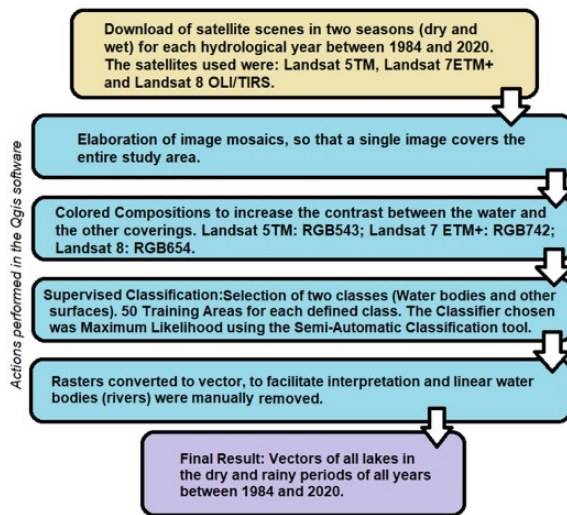 Download of satellite scenes in two seasons (dry and
wet) for each hydrological year between 1984 and 2020.
The satellites used were: Landsat 5TM, Landsat 7ETM+
and Landsat 8 OLI/TIRS.
Actions performed in the Qgis software
Elaboration of image mosaics, so that a single image covers the
entire study area.
Colored Compositions to increase the contrast between the water and
the other coverings. Landsat 5TM: RGB543; Landsat 7 ETM+: RGB742;
Landsat 8: RGB654.
Supervised Classification:Selection of two classes (Water bodies and other
surfaces). 50 Training Areas for each defined class. The Classifier chosen
was Maximum Likelihood using the Semi-Automatic Classification tool.
Rasters converted to vector, to facilitate interpretation and linear water
bodies (rivers) were manually removed.
Final Result: Vectors of all lakes in
the dry and rainy periods of all years
between 1984 and 2020.